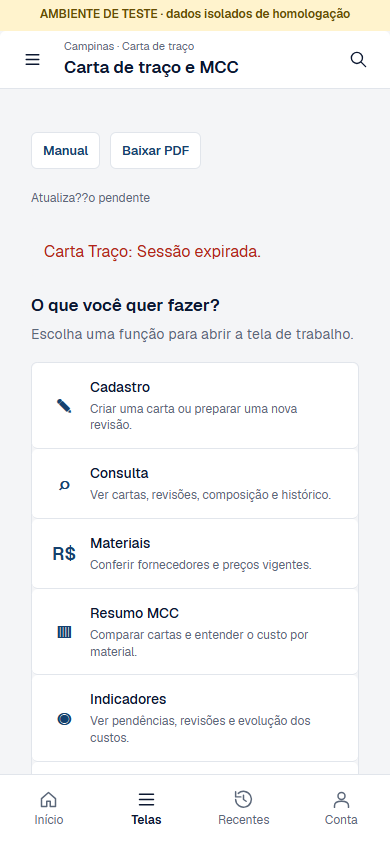 AMBIENTE DE TESTE · dados isolados de homologação
Campinas · Carta de traço
Carta de traço e MCC
Manual
Baixar PDF
Atualiza??o pendente
Carta Traço: Sessão expirada.
O que você quer fazer?
Escolha uma função para abrir a tela de trabalho.
Cadastro
Criar uma carta ou preparar uma nova
revisão.
Consulta
Ver cartas, revisões, composição e histórico.
R$
Materiais
Conferir fornecedores e preços vigentes.
Resumo MCC
Comparar cartas e entender o custo por
material.
Indicadores
Ver pendências, revisões e evolução dos
custos.
Início
Telas
Recentes
Conta